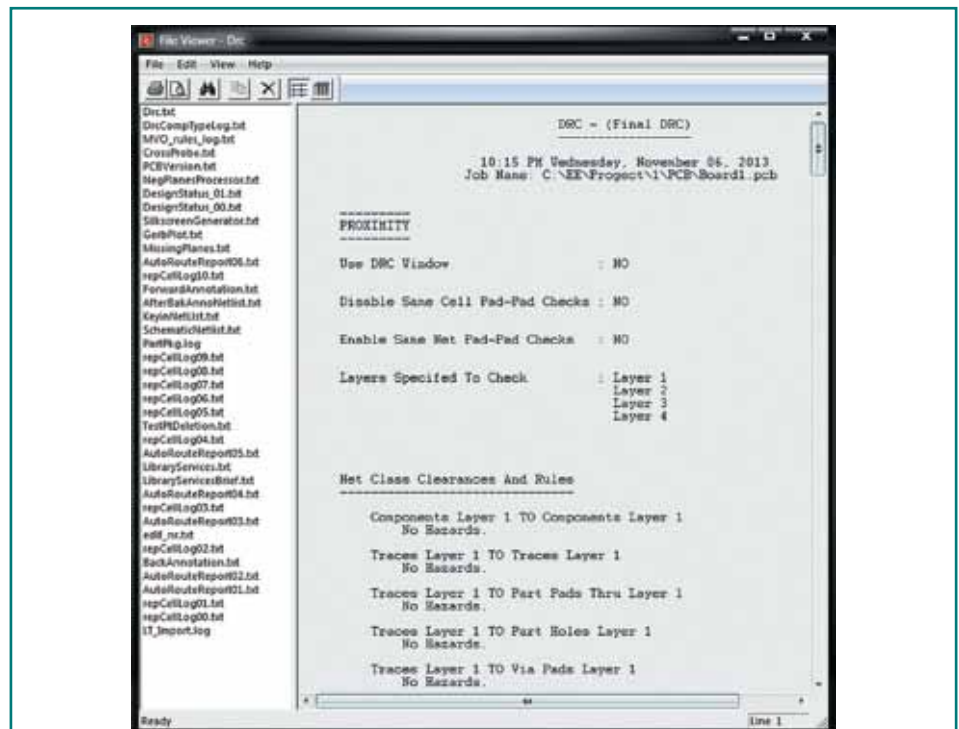 File Viewer - Drc
File Edit View Help
Drc.txt
DrcCompTypeLog.txt
MVO_rules_log.txt
CrossProbe.txt
PCBVersion.txt
NegPlanesProcessor.txt
DesignStatus_01.txt
DesignStatus_00.txt
SilkscreenGenerator.txt
GerbPlot.txt
MissingPlanes.txt
AutoRouteReport06.txt
repCellLog10.txt
ForwardAnnotation.txt
AfterBakAnnoNetlist.txt
KeyinNetList.txt
SchematicNetlist.txt
PartPkg.log
repCellLog09.txt
repCellLog08.txt
repCellLog07.txt
repCellLog06.txt
repCellLog05.txt
TestPtDeletion.txt
repCellLog04.txt
AutoRouteReport05.txt
LibraryServices.txt
LibraryServicesBrief.txt
AutoRouteReport04.txt
repCellLog03.txt
AutoRouteReport03.txt
edif_nr.txt
repCellLog02.txt
BackAnnotation.txt
AutoRouteReport02.txt
AutoRouteReport01.txt
repCellLog01.txt
repCellLog00.txt
LT_Import.log
DRC - (Final DRC)
10:15 PM Wednesday, November 06, 2013
Job Name: C:\EE\Progect\1\PCB\Board1.pcb
PROXIMITY
Use DRC Window : NO
Disable Same Cell Pad-Pad Checks : NO
Enable Same Net Pad-Pad Checks : NO
Layers Specifed To Check : Layer 1
Layer 2
Layer 3
Layer 4
Net Class Clearances And Rules
Components Layer 1 TO Components Layer 1
No Hazards.
Traces Layer 1 TO Traces Layer 1
No Hazards.
Traces Layer 1 TO Part Pads Thru Layer 1
No Hazards.
Traces Layer 1 TO Part Holes Layer 1
No Hazards.
Traces Layer 1 TO Via Pads Layer 1
No Hazards.
Ready
Line 1